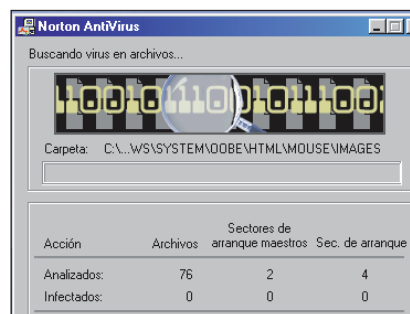 Norton AntiVirus
Buscando virus en archivos...
110010110010111001
Carpeta: C:\...WS\SYSTEM\OOBE\HTML\MOUSE\IMAGES
Sectores de
Acción Archivos arranque maestros Sec. de arranque
Analizados: 76 2 4
Infectados: 0 0 0